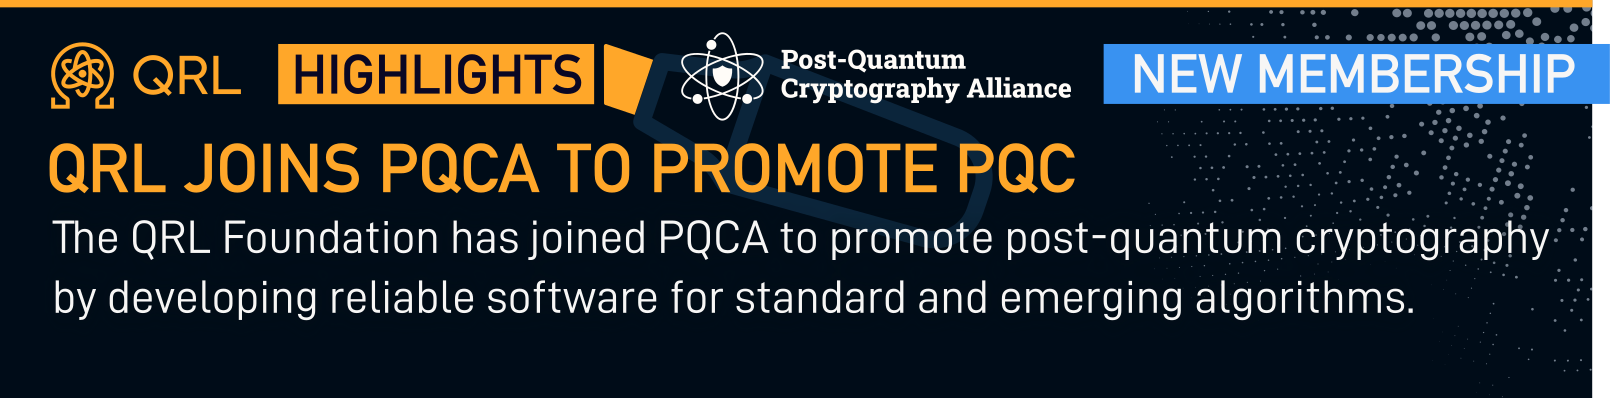 QRL HIGHLIGHTS
Post-Quantum
Cryptography Alliance
NEW MEMBERSHIP
QRL JOINS PQCA TO PROMOTE PQC
The QRL Foundation has joined PQCA to promote post-quantum cryptography
by developing reliable software for standard and emerging algorithms.